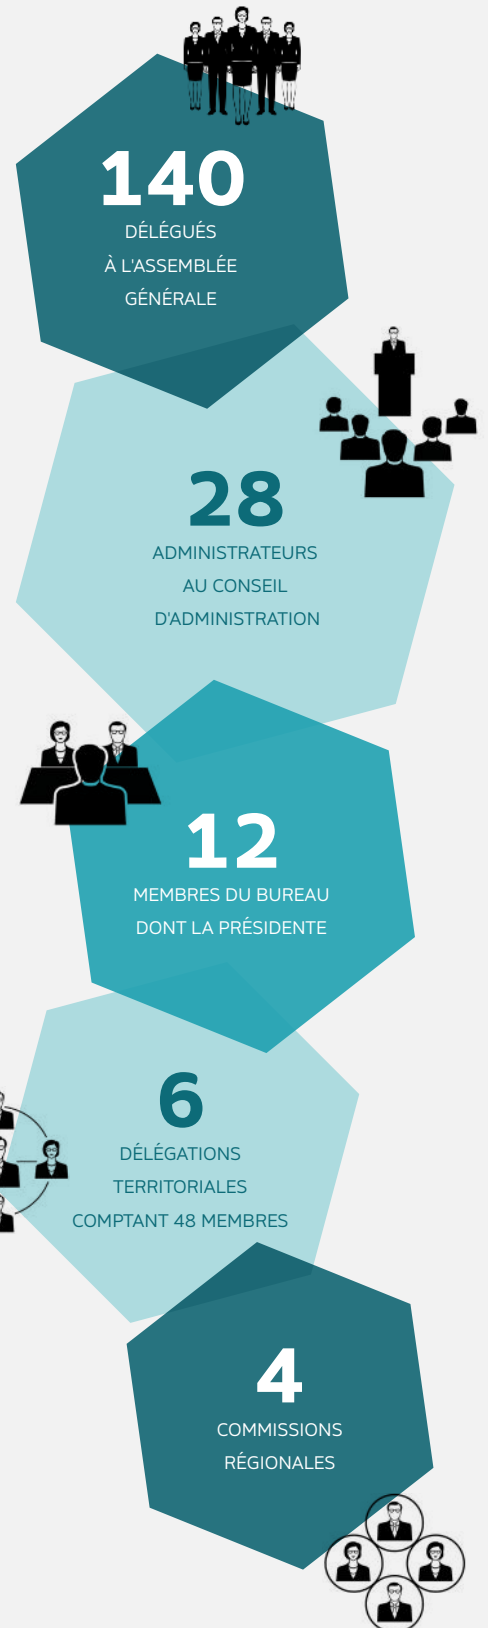 140
DÉLÉGUÉS
À L'ASSEMBLÉE
GÉNÉRALE
28
ADMINISTRATEURS
AU CONSEIL
D'ADMINISTRATION
12
MEMBRES DU BUREAU
DONT LA PRÉSIDENTE
6
DÉLÉGATIONS
TERRITORIALES
COMPTANT 48 MEMBRES
4
COMMISSIONS
RÉGIONALES